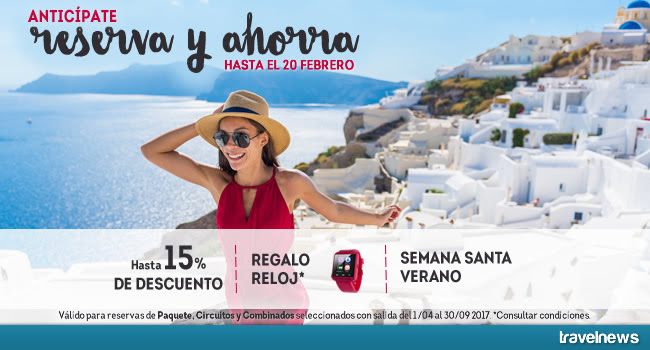 ANTICÍPATE
reserva y ahorra
HASTA EL 20 FEBRERO
Hasta 15%
DE DESCUENTO
REGALO
RELOJ*
SEMANA SANTA
VERANO
Válido para reservas de Paquete, Circuitos y Combinados seleccionados con salida del 1/04 al 30/09 2017. *Consultar condiciones.
travelnews